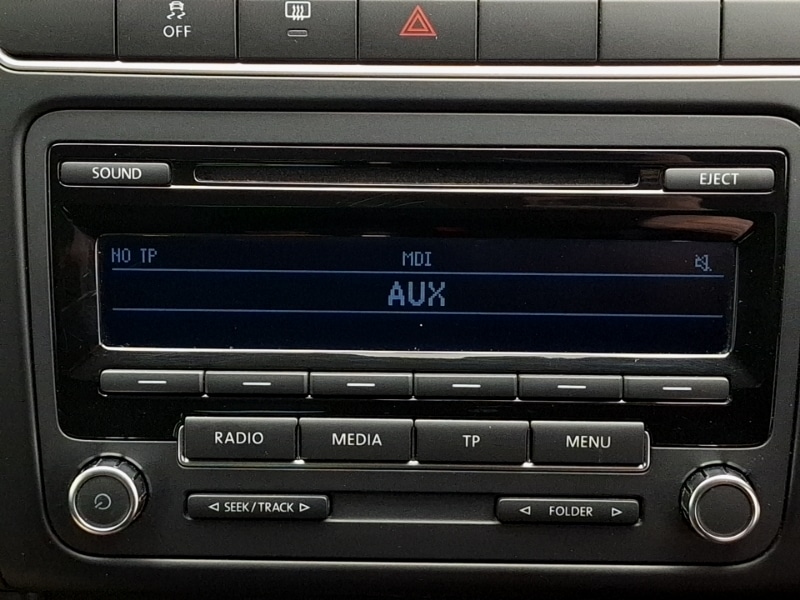 OFF
SOUND
EJECT
NO TP MDI
AUX
RADIO MEDIA TP MENU
SEEK/TRACK FOLDER